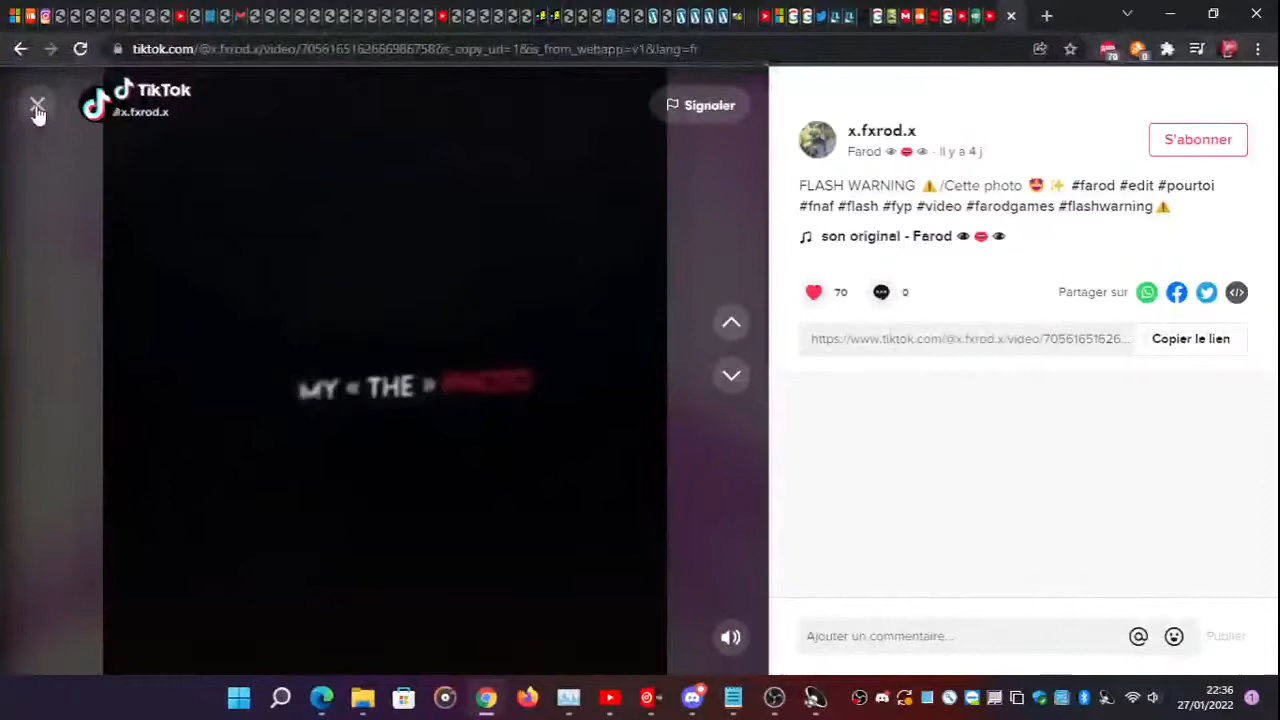 tiktok.com/@x.fxrod.x/video/7056165162666986758?is_copy_url=1&is_from_webapp=v1&lang=fr
70
0
TikTok
@x.fxrod.x
Signaler
MY « THE »
x.fxrod.x
Farod 👁️👄👁️ · Il y a 4 j
S'abonner
FLASH WARNING ⚠️/Cette photo 🤩 ✨ #farod #edit #pourtoi
#fnaf #flash #fyp #video #farodgames #flashwarning⚠️
son original - Farod 👁️👄👁️
70
0
Partager sur
https://www.tiktok.com/@x.fxrod.x/video/70561651626...
Copier le lien
Ajouter un commentaire...
Publier
22:36
27/01/2022